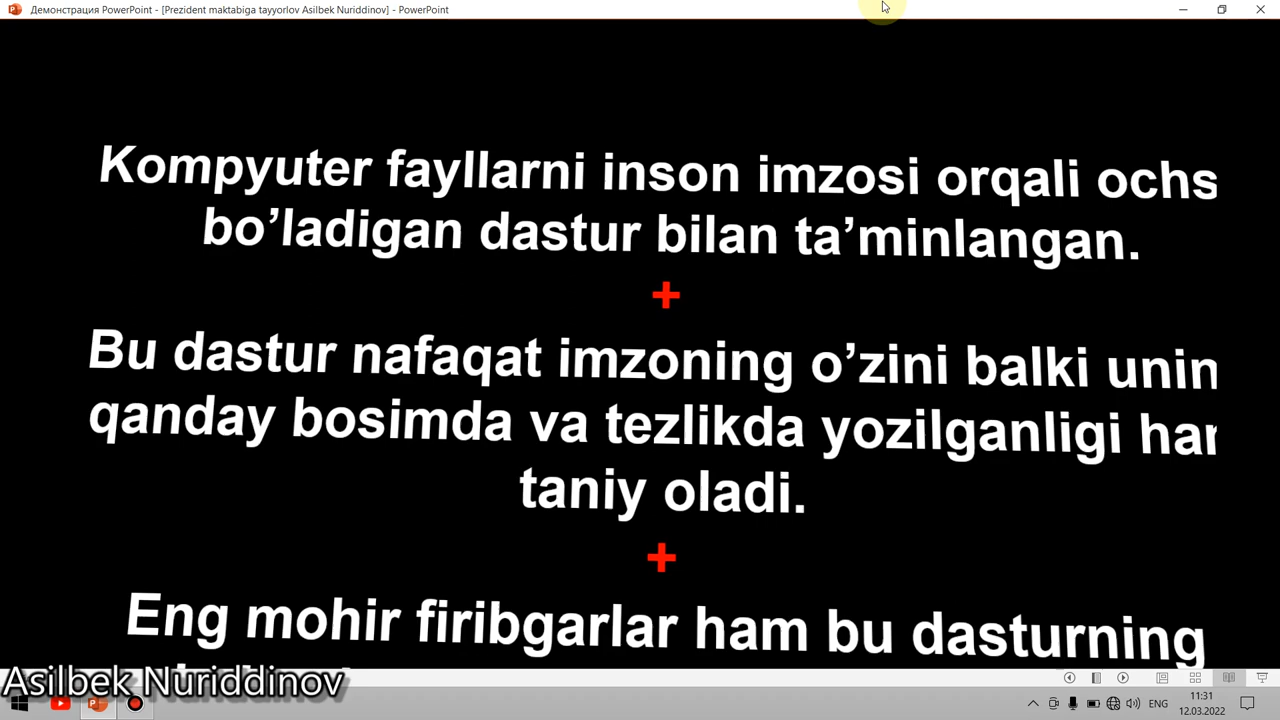 Демонстрация PowerPoint - [Prezident maktabiga tayyorlov Asilbek Nuriddinov] - PowerPoint
Kompyuter fayllarni inson imzosi orqali ochs
bo’ladigan dastur bilan ta’minlangan.
+
Bu dastur nafaqat imzoning o’zini balki unin
qanday bosimda va tezlikda yozilganligi ham
taniy oladi.
+
Eng mohir firibgarlar ham bu dasturning
Asilbek Nuriddinov
ENG
11:31
12.03.2022